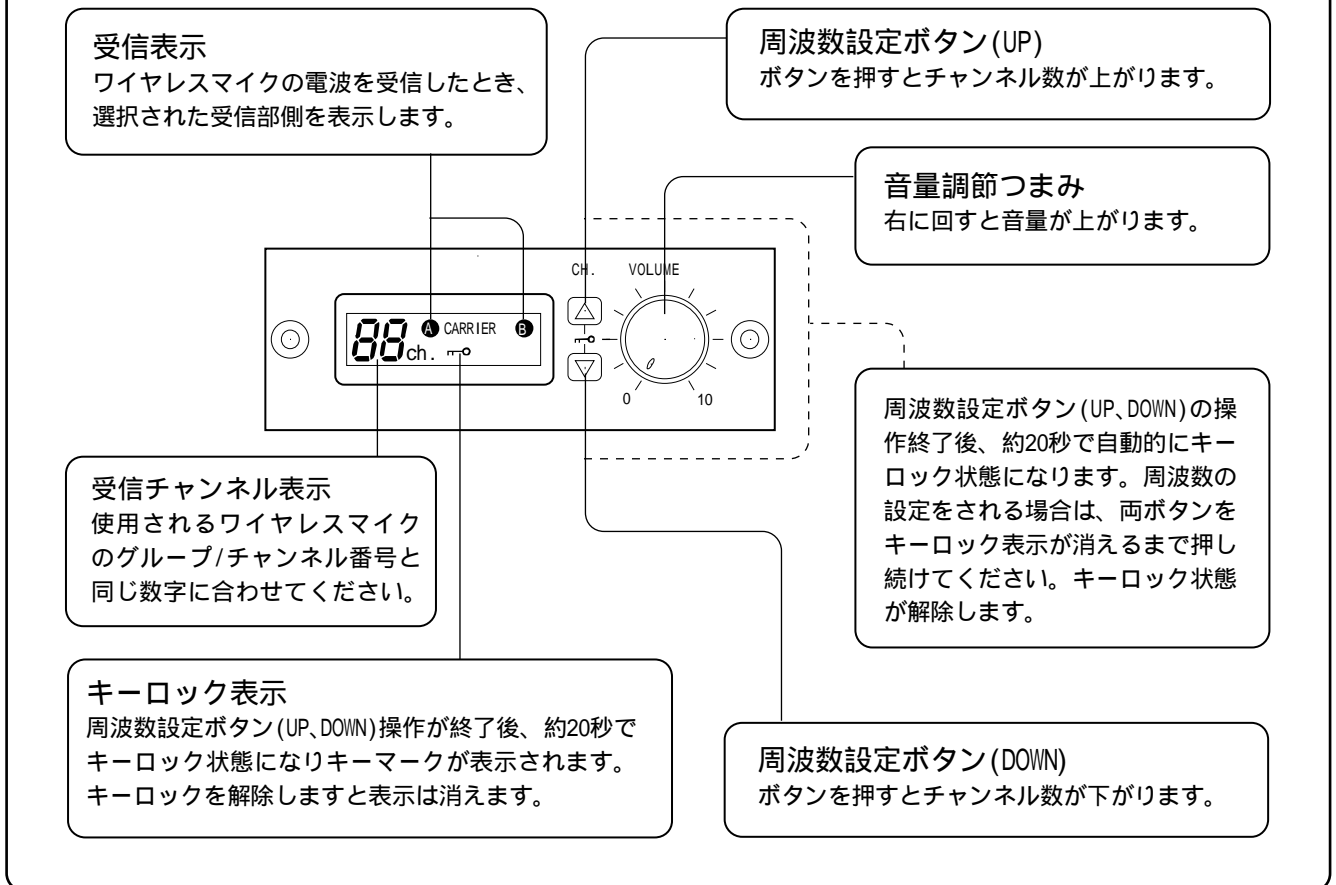 受信表示
ワイヤレスマイクの電波を受信したとき、
選択された受信部側を表示します。
周波数設定ボタン(UP)
ボタンを押すとチャンネル数が上がります。
音量調節つまみ
右に回すと音量が上がります。
CH. VOLUME
88ch. A CARRIER B
0 10
周波数設定ボタン(UP、DOWN)の操
作終了後、約20秒で自動的にキー
ロック状態になります。周波数の
設定をされる場合は、両ボタンを
キーロック表示が消えるまで押し
続けてください。キーロック状態
が解除します。
受信チャンネル表示
使用されるワイヤレスマイク
のグループ/チャンネル番号と
同じ数字に合わせてください。
キーロック表示
周波数設定ボタン(UP、DOWN)操作が終了後、約20秒で
キーロック状態になりキーマークが表示されます。
キーロックを解除しますと表示は消えます。
周波数設定ボタン(DOWN)
ボタンを押すとチャンネル数が下がります。